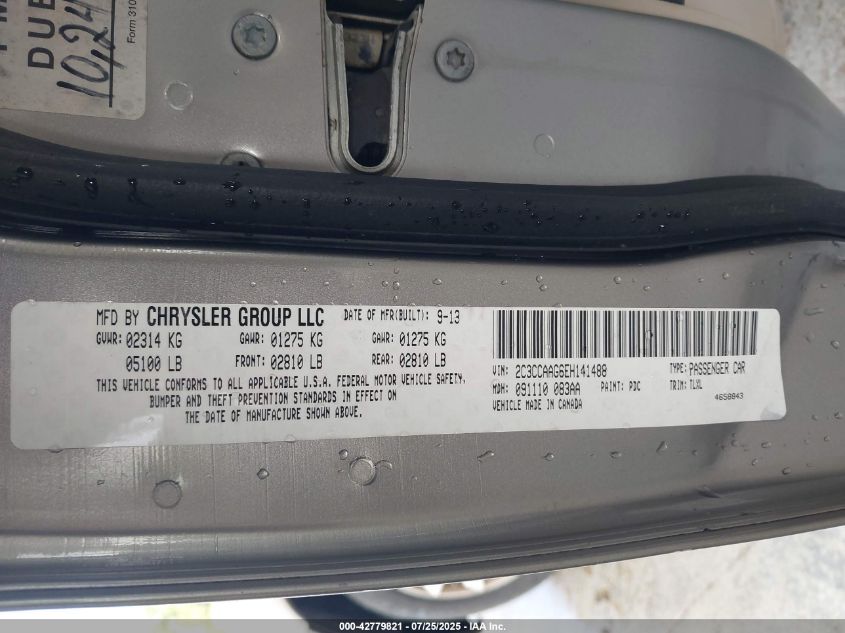 DUE
10,24
Form 310
MFD BY CHRYSLER GROUP LLC DATE OF MFR(BUILT): 9-13
GVWR: 02314 KG GAWR: 01275 KG GAWR: 01275 KG
05100 LB FRONT: 02810 LB REAR: 02810 LB
THIS VEHICLE CONFORMS TO ALL APPLICABLE U.S.A. FEDERAL MOTOR VEHICLE SAFETY,
BUMPER AND THEFT PREVENTION STANDARDS IN EFFECT ON
THE DATE OF MANUFACTURE SHOWN ABOVE.
VIN: 2C3CCAAG6EH141488 TYPE: PASSENGER CAR
MDH: 091110 083AA PAINT: PDC TRIM: TLXL
VEHICLE MADE IN CANADA 4658843
000-42779821 / 07/25/2025 - IAA